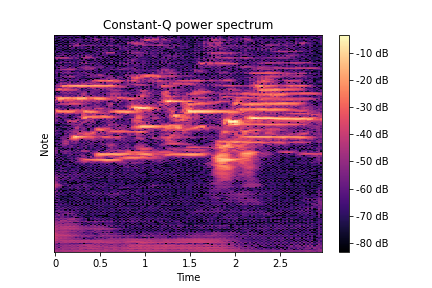 Constant-Q power spectrum
Note
-10 dB
-20 dB
-30 dB
-40 dB
-50 dB
-60 dB
-70 dB
-80 dB
0 0.5 1 1.5 2 2.5
Time